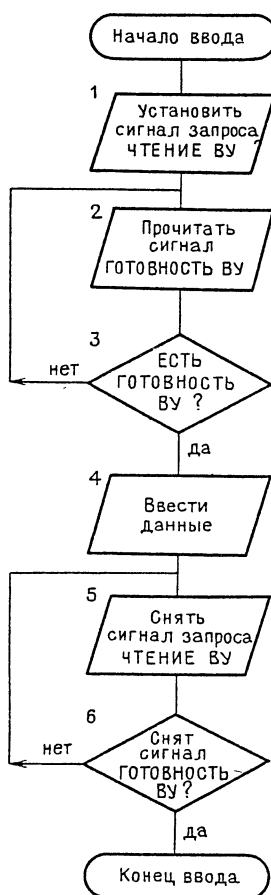 Начало ввода
1
Установить
сигнал запроса
ЧТЕНИЕ ВУ
2
Прочитать
сигнал
ГОТОВНОСТЬ ВУ
3
ЕСТЬ
ГОТОВНОСТЬ
ВУ ?
нет
да
4
Ввести
данные
5
Снять
сигнал запроса
ЧТЕНИЕ ВУ
6
Снят
сигнал
ГОТОВНОСТЬ
ВУ?
нет
да
Конец ввода